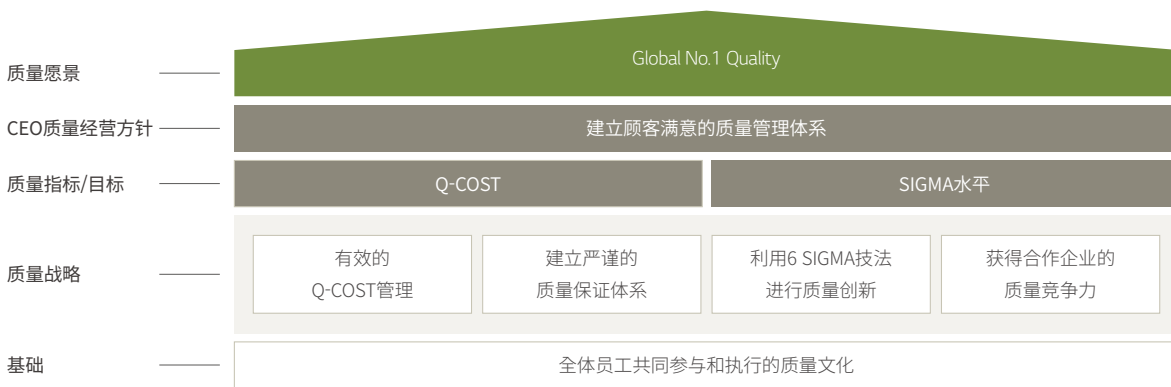 Global No.1 Quality
质量愿景
CEO质量经营方针
建立顾客满意的质量管理体系
质量指标/目标
Q-COST
SIGMA水平
质量战略
有效的
Q-COST管理
建立严谨的
质量保证体系
利用6 SIGMA技法
进行质量创新
获得合作企业的
质量竞争力
基础
全体员工共同参与和执行的质量文化